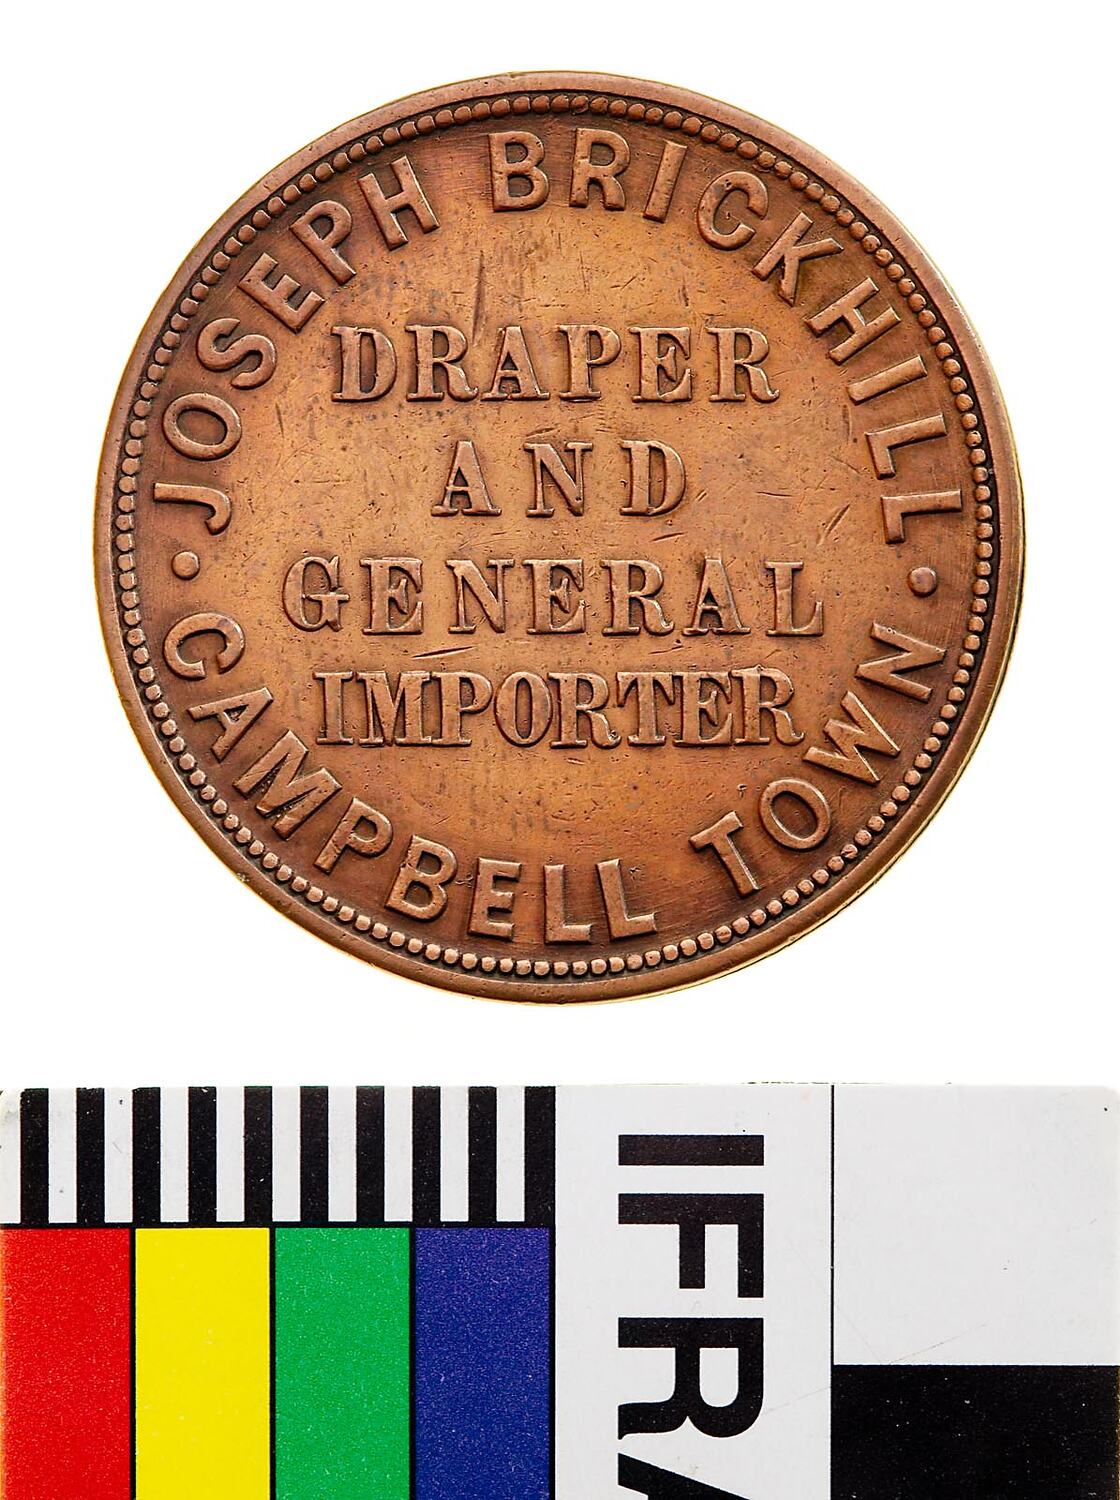 · JOSEPH BRICKHILL ·
DRAPER
AND
GENERAL
IMPORTER
CAMPBELL TOWN
IFRA